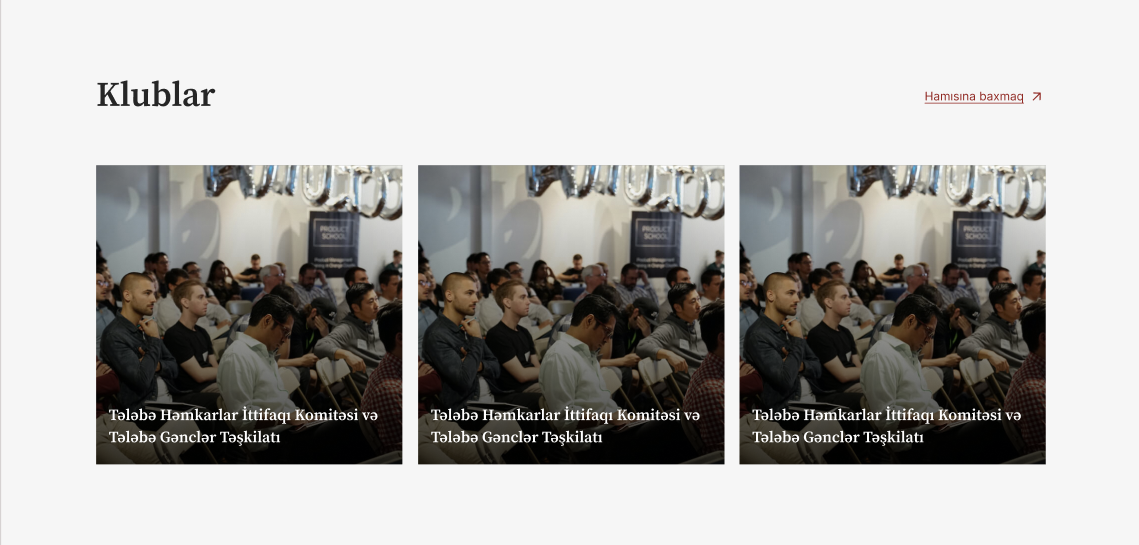 Klublar
Hamısına baxmaq
PRODUCT
SCHOOL
PRODUCT
SCHOOL
PRODUCT
SCHOOL
Tələbə Həmkarlar İttifaqı Komitəsi və
Tələbə Gənclər Təşkilatı
Tələbə Həmkarlar İttifaqı Komitəsi və
Tələbə Gənclər Təşkilatı
Tələbə Həmkarlar İttifaqı Komitəsi və
Tələbə Gənclər Təşkilatı